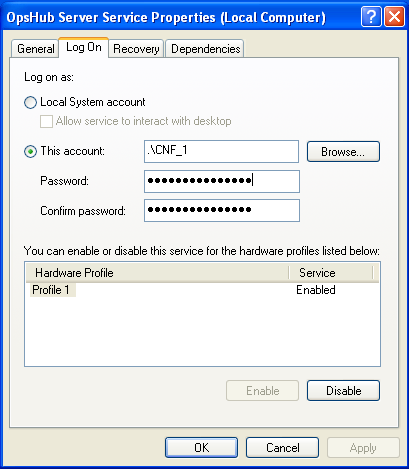 OpsHub Server Service Properties (Local Computer)
General Log On Recovery Dependencies
Log on as:
Local System account
Allow service to interact with desktop
This account: .\CNF_1 Browse...
Password: ●●●●●●●●●●●●●●●
Confirm password: ●●●●●●●●●●●●●●●
You can enable or disable this service for the hardware profiles listed below:
Hardware Profile Service
Profile 1 Enabled
Enable Disable
OK Cancel Apply